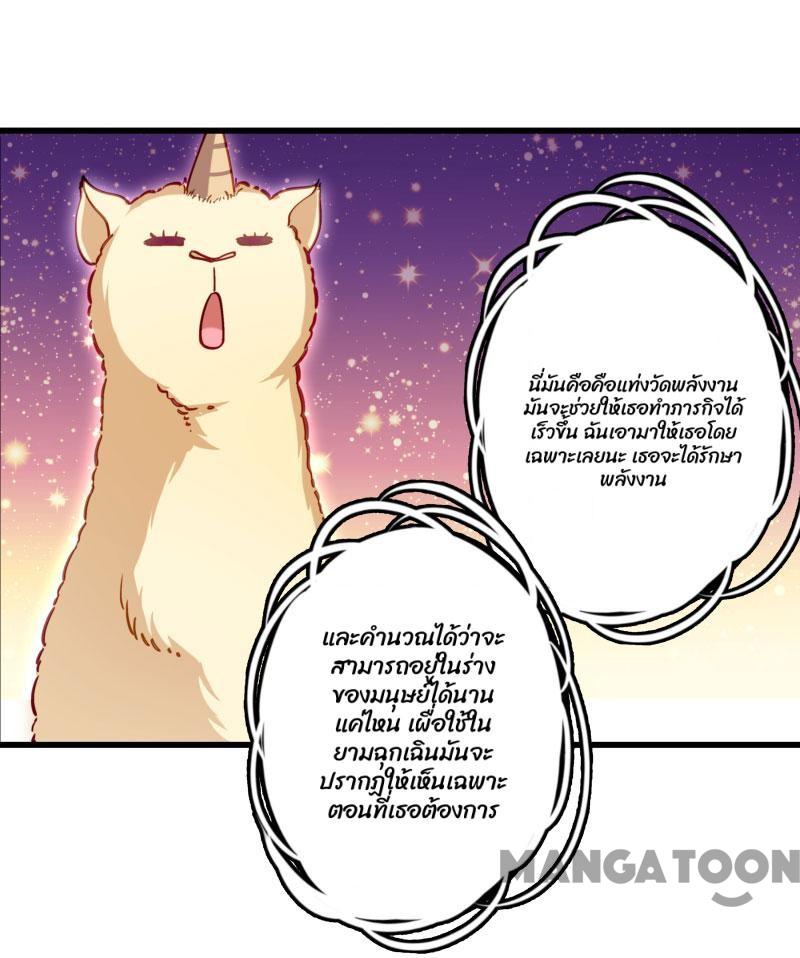 นี่มันคือคือแท่งวัดพลังงาน
มันจะช่วยให้เธอทำภารกิจได้
เร็วขึ้น ฉันเอามาให้เธอโดย
เฉพาะเลยนะ เธอจะได้รักษา
พลังงาน
และคำนวณได้ว่าจะ
สามารถอยู่ในร่าง
ของมนุษย์ได้นาน
แค่ไหน เผื่อใช้ใน
ยามฉุกเฉินมันจะ
ปรากฏให้เห็นเฉพาะ
ตอนที่เธอต้องการ
MANGATOON